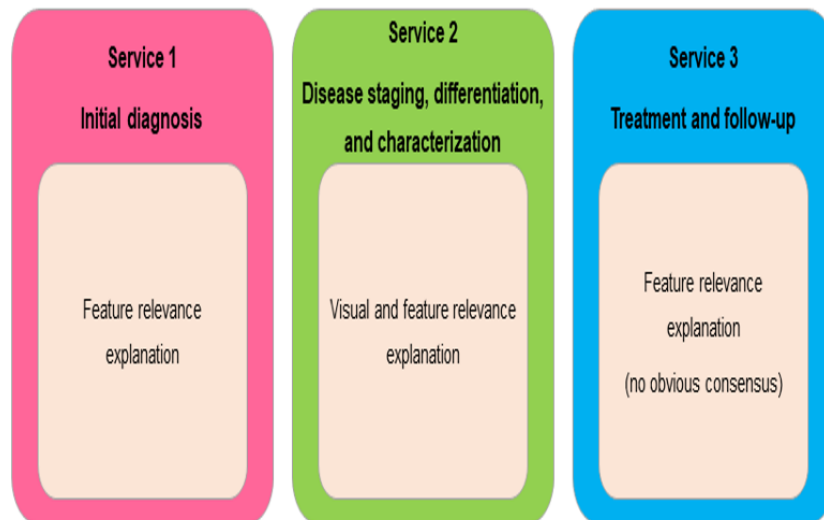 Service 1
Initial diagnosis
Feature relevance
explanation
Service 2
Disease staging, differentiation,
and characterization
Visual and feature relevance
explanation
Service 3
Treatment and follow-up
Feature relevance
explanation
(no obvious consensus)